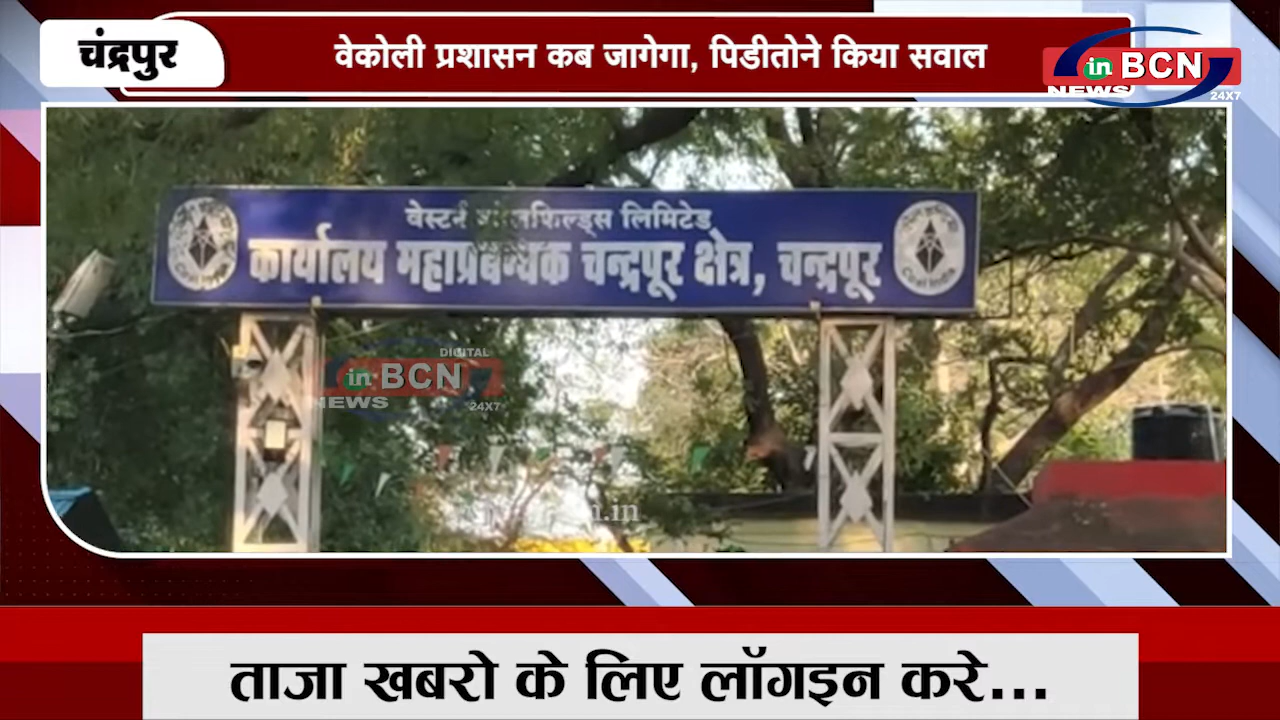 चंद्रपुर
वेकोली प्रशासन कब जागेगा, पिडीतोने किया सवाल
in BCN
NEWS 24X7
वेस्टर्न लिमिटेड
कार्यालय महाप्रबन्धक चन्द्रपूर क्षेत्र, चन्द्रपूर
DIGITAL
in BCN
NEWS 24X7
ताजा खबरो के लिए लॉगइन करे...